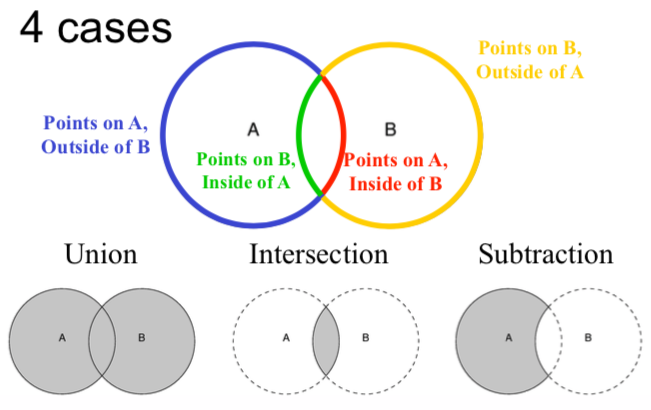 4 cases
Points on B,
Outside of A
Points on A,
Outside of B
A
B
Points on B,
Inside of A
Points on A,
Inside of B
Union
Intersection
Subtraction
A
B
A
B
A
B